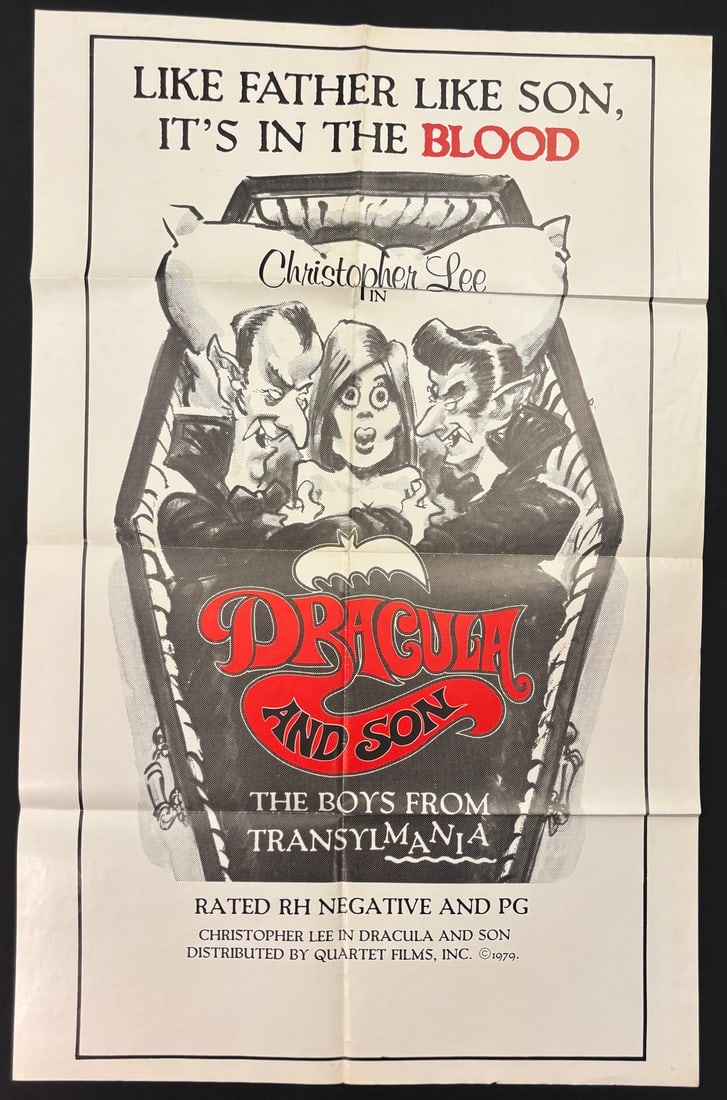 LIKE FATHER LIKE SON,
IT'S IN THE BLOOD
Christopher Lee
IN
DRACULA
AND SON
THE BOYS FROM
TRANSYLMANIA
RATED RH NEGATIVE AND PG
CHRISTOPHER LEE IN DRACULA AND SON
DISTRIBUTED BY QUARTET FILMS, INC. ©1979.